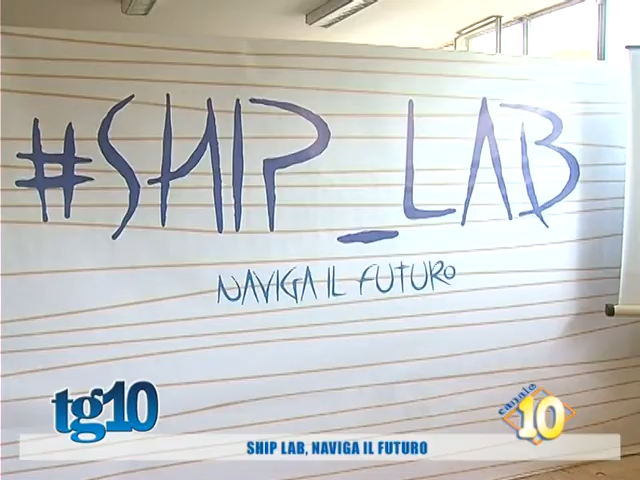 #SHIP_LAB
NAVIGA IL FUTURO
tg10
canale
10
SHIP LAB, NAVIGA IL FUTURO